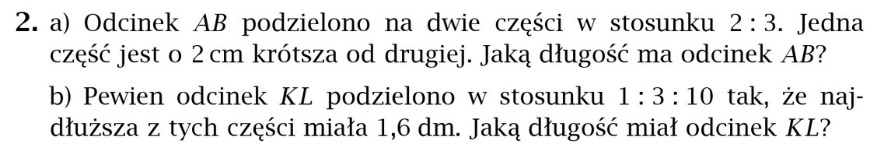 2. a) Odcinek AB podzielono na dwie części w stosunku 2 : 3. Jedna
część jest o 2 cm krótsza od drugiej. Jaką długość ma odcinek AB?
b) Pewien odcinek KL podzielono w stosunku 1 : 3 : 10 tak, że naj-
dłuższa z tych części miała 1,6 dm. Jaką długość miał odcinek KL?